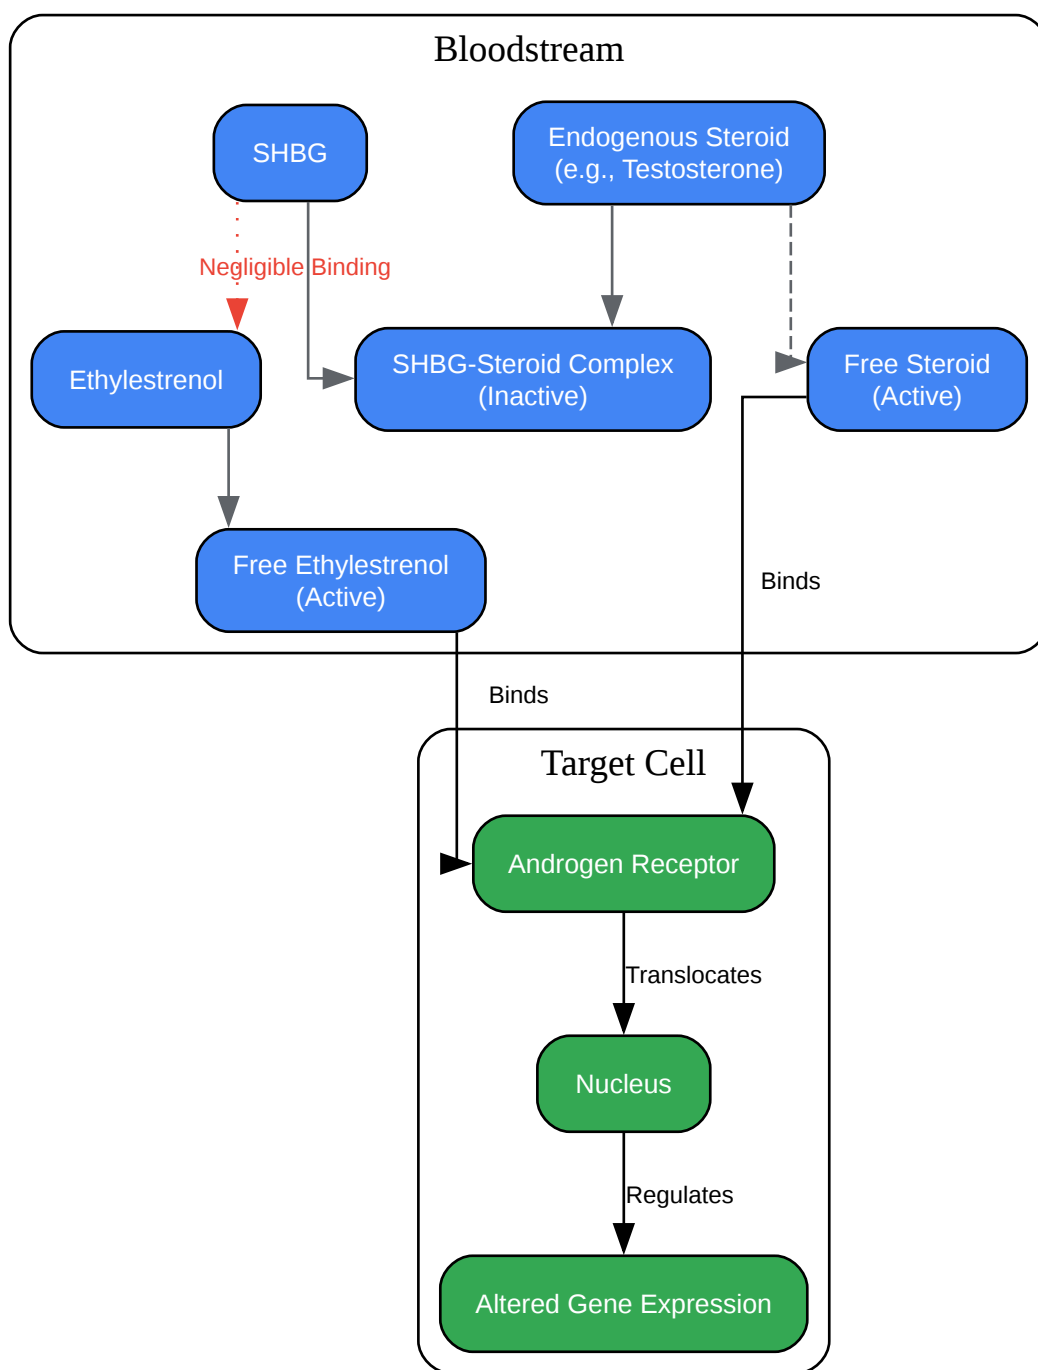 Bloodstream
SHBG
Endogenous Steroid
(e.g., Testosterone)
Negligible Binding
Ethylestrenol
SHBG-Steroid Complex
(Inactive)
Free Steroid
(Active)
Free Ethylestrenol
(Active)
Binds
Binds
Target Cell
Androgen Receptor
Translocates
Nucleus
Regulates
Altered Gene Expression